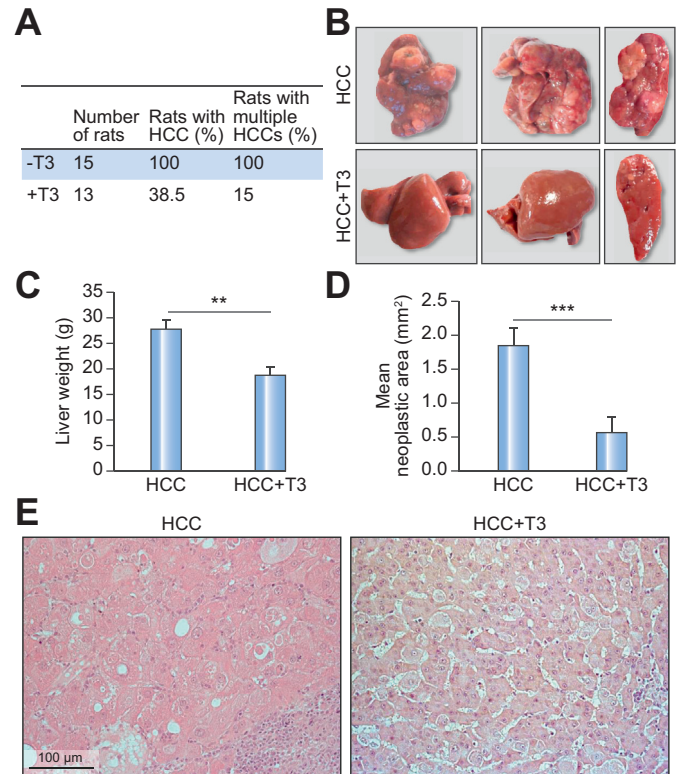 A
Number of rats
Rats with HCC (%)
Rats with multiple HCCs (%)
-T3 15 100 100
+T3 13 38.5 15
B
HCC
HCC+T3
C
Liver weight (g)
35
30
25
20
15
10
5
0
**
HCC HCC+T3
D
Mean
neoplastic area (mm²)
2.5
2.0
1.5
1.0
0.5
0.0
***
HCC HCC+T3
E
HCC HCC+T3
100 µm